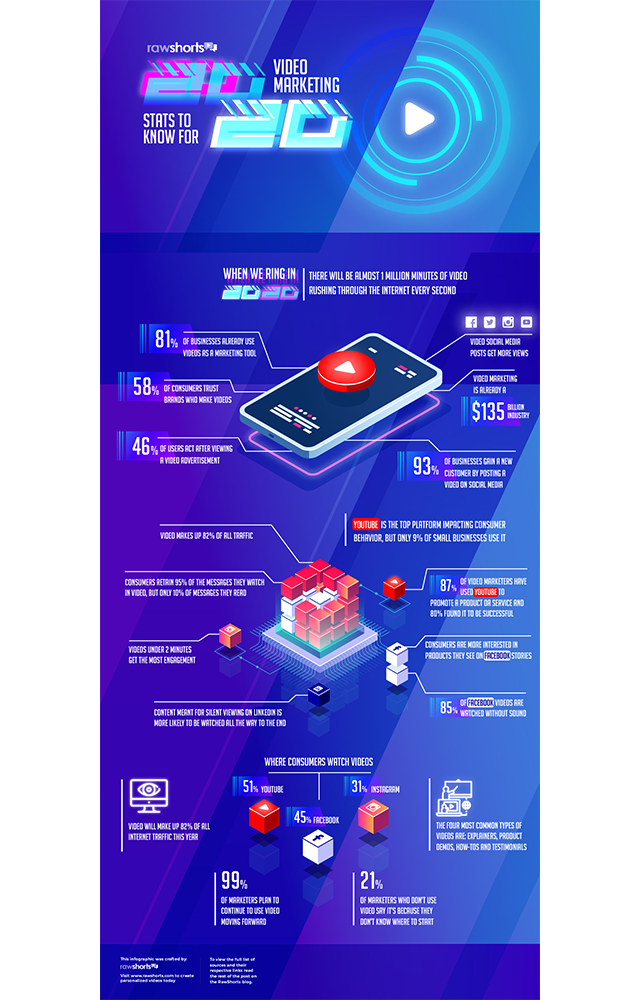 rawshorts
20
VIDEO
MARKETING
STATS TO
KNOW FOR
20
WHEN WE RING IN
2020
THERE WILL BE ALMOST 1 MILLION MINUTES OF VIDEO
RUSHING THROUGH THE INTERNET EVERY SECOND
81% OF BUSINESSES ALREADY USE
VIDEOS AS A MARKETING TOOL
VIDEO SOCIAL MEDIA
POSTS GET MORE VIEWS
58% OF CONSUMERS TRUST
BRANDS WHO MAKE VIDEOS
VIDEO MARKETING
IS ALREADY A
$135 BILLION
INDUSTRY
46% OF USERS ACT AFTER VIEWING
A VIDEO ADVERTISEMENT
93% OF BUSINESSES GAIN A NEW
CUSTOMER BY POSTING A
VIDEO ON SOCIAL MEDIA
YOUTUBE IS THE TOP PLATFORM IMPACTING CONSUMER
BEHAVIOR, BUT ONLY 9% OF SMALL BUSINESSES USE IT
VIDEO MAKES UP 82% OF ALL TRAFFIC
CONSUMERS RETAIN 95% OF THE MESSAGES THEY WATCH
IN VIDEO, BUT ONLY 10% OF MESSAGES THEY READ
87% OF VIDEO MARKETERS HAVE
USED YOUTUBE TO
PROMOTE A PRODUCT OR SERVICE AND
80% FOUND IT TO BE SUCCESSFUL
VIDEOS UNDER 2 MINUTES
GET THE MOST ENGAGEMENT
CONSUMERS ARE MORE INTERESTED IN
PRODUCTS THEY SEE ON FACEBOOK STORIES
CONTENT MEANT FOR SILENT VIEWING ON LINKEDIN IS
MORE LIKELY TO BE WATCHED ALL THE WAY TO THE END
85% OF FACEBOOK VIDEOS ARE
WATCHED WITHOUT SOUND
WHERE CONSUMERS WATCH VIDEOS
51% YOUTUBE
31% INSTAGRAM
45% FACEBOOK
VIDEO WILL MAKE UP 82% OF ALL
INTERNET TRAFFIC THIS YEAR
THE FOUR MOST COMMON TYPES OF
VIDEOS ARE: EXPLAINERS, PRODUCT
DEMOS, HOW-TOS AND TESTIMONIALS
99%
OF MARKETERS PLAN TO
CONTINUE TO USE VIDEO
MOVING FORWARD
21%
OF MARKETERS WHO DON'T USE
VIDEO SAY IT'S BECAUSE THEY
DON'T KNOW WHERE TO START
This infographic was crafted by
rawshorts
Visit www.rawshorts.com to create
personalized videos today
To view the full list of
sources and their
respective links read
the rest of the post on
the RawShorts blog.